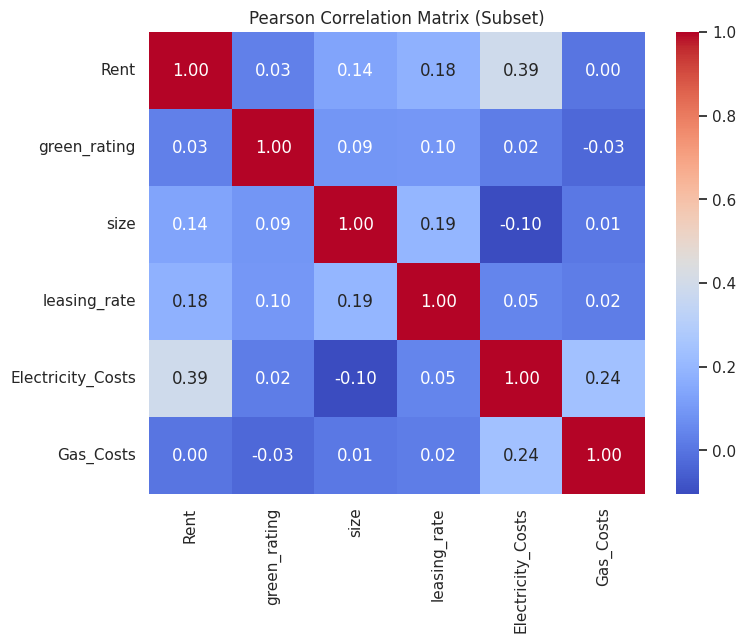 Pearson Correlation Matrix (Subset)
Rent 1.00 0.03 0.14 0.18 0.39 0.00
green_rating 0.03 1.00 0.09 0.10 0.02 -0.03
size 0.14 0.09 1.00 0.19 -0.10 0.01
leasing_rate 0.18 0.10 0.19 1.00 0.05 0.02
Electricity_Costs 0.39 0.02 -0.10 0.05 1.00 0.24
Gas_Costs 0.00 -0.03 0.01 0.02 0.24 1.00
Rent
green_rating
size
leasing_rate
Electricity_Costs
Gas_Costs
1.0
0.8
0.6
0.4
0.2
0.0